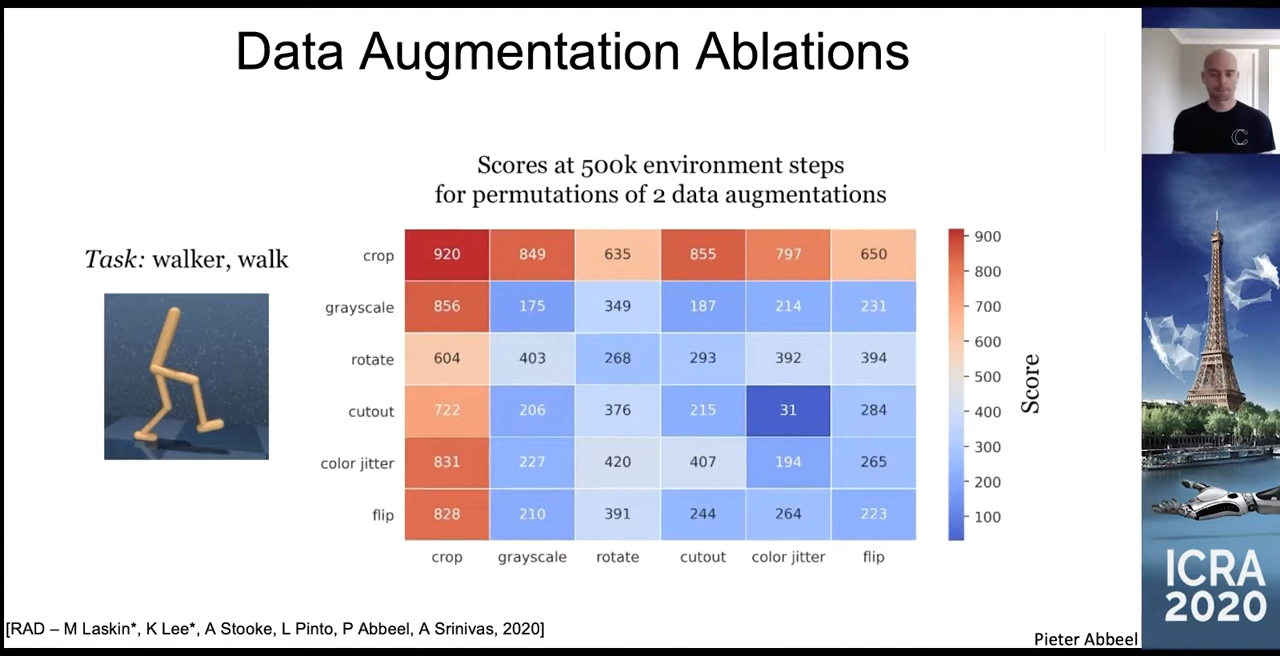 Data Augmentation Ablations
Scores at 500k environment steps
for permutations of 2 data augmentations
Task: walker, walk
crop 920 849 635 855 797 650
grayscale 856 175 349 187 214 231
rotate 604 403 268 293 392 394
cutout 722 206 376 215 31 284
color jitter 831 227 420 407 194 265
flip 828 210 391 244 264 223
crop grayscale rotate cutout color jitter flip
900
800
700
600
500
400
300
200
100
Score
[RAD – M Laskin*, K Lee*, A Stooke, L Pinto, P Abbeel, A Srinivas, 2020]
Pieter Abbeel
C
ICRA
2020